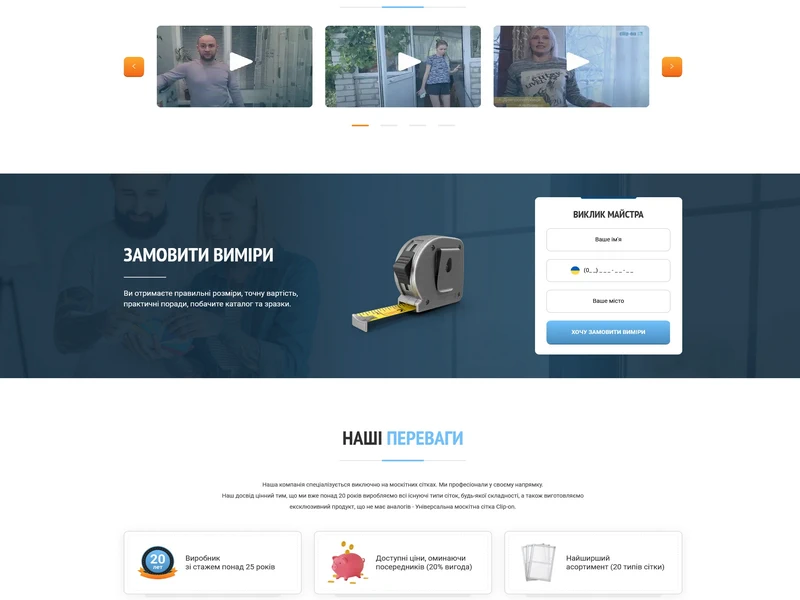 ЗАМОВИТИ ВИМІРИ
Ви отримаєте правильні розміри, точну вартість,
практичні поради, побачите каталог та зразки.
ВИКЛИК МАЙСТРА
Ваше ім'я
(0_ _) _ _ _ - _ _ - _ _
Ваше місто
ХОЧУ ЗАМОВИТИ ВИМІРИ
НАШІ ПЕРЕВАГИ
Наша компанія спеціалізується виключно на москітних сітках. Ми професіонали у своєму напрямку.
Наш досвід цінний тим, що ми вже понад 20 років виробляємо всі існуючі типи сіток, будь-якої складності, а також виготовляємо
ексклюзивний продукт, що не має аналогів - Універсальна москітна сітка Clip-on.
20
лет
Виробник
зі стажем понад 25 років
Доступні ціни, оминаючи
посередників (20% вигода)
Найширший
асортимент (20 типів сітки)